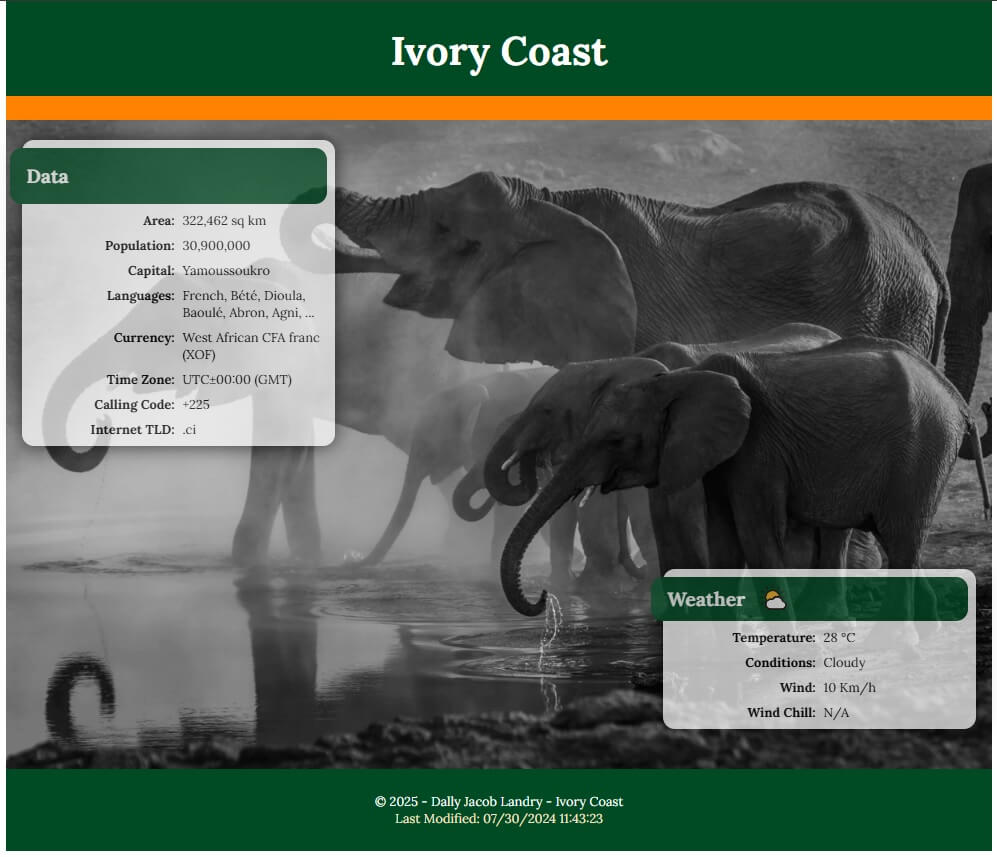 Ivory Coast
Data
Area: 322,462 sq km
Population: 30,900,000
Capital: Yamoussoukro
Languages: French, Bété, Dioula,
Baoulé, Abron, Agni, ...
Currency: West African CFA franc
(XOF)
Time Zone: UTC±00:00 (GMT)
Calling Code: +225
Internet TLD: .ci
Weather
Temperature: 28 °C
Conditions: Cloudy
Wind: 10 Km/h
Wind Chill: N/A
© 2025 - Dally Jacob Landry - Ivory Coast
Last Modified: 07/30/2024 11:43:23